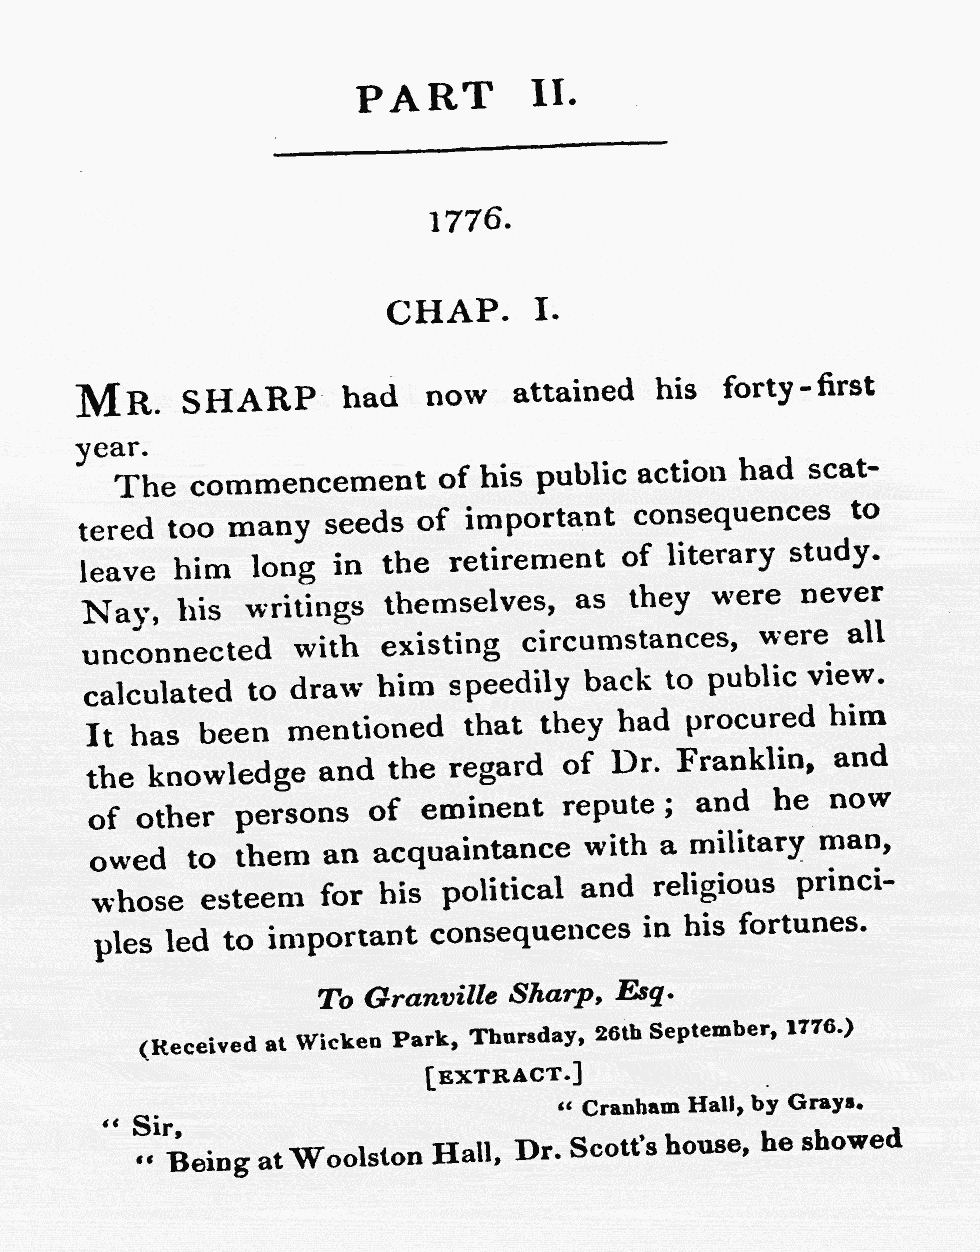 PART II.
1776.
CHAP. I.
MR. SHARP had now attained his forty-first
year.
The commencement of his public action had scat-
tered too many seeds of important consequences to
leave him long in the retirement of literary study.
Nay, his writings themselves, as they were never
unconnected with existing circumstances, were all
calculated to draw him speedily back to public view.
It has been mentioned that they had procured him
the knowledge and the regard of Dr. Franklin, and
of other persons of eminent repute; and he now
owed to them an acquaintance with a military man,
whose esteem for his political and religious princi-
ples led to important consequences in his fortunes.
To Granville Sharp, Esq.
(Received at Wicken Park, Thursday, 26th September, 1776.)
[EXTRACT.]
“ Cranham Hall, by Grays.
“ Sir,
“ Being at Woolston Hall, Dr. Scott's house, he showed